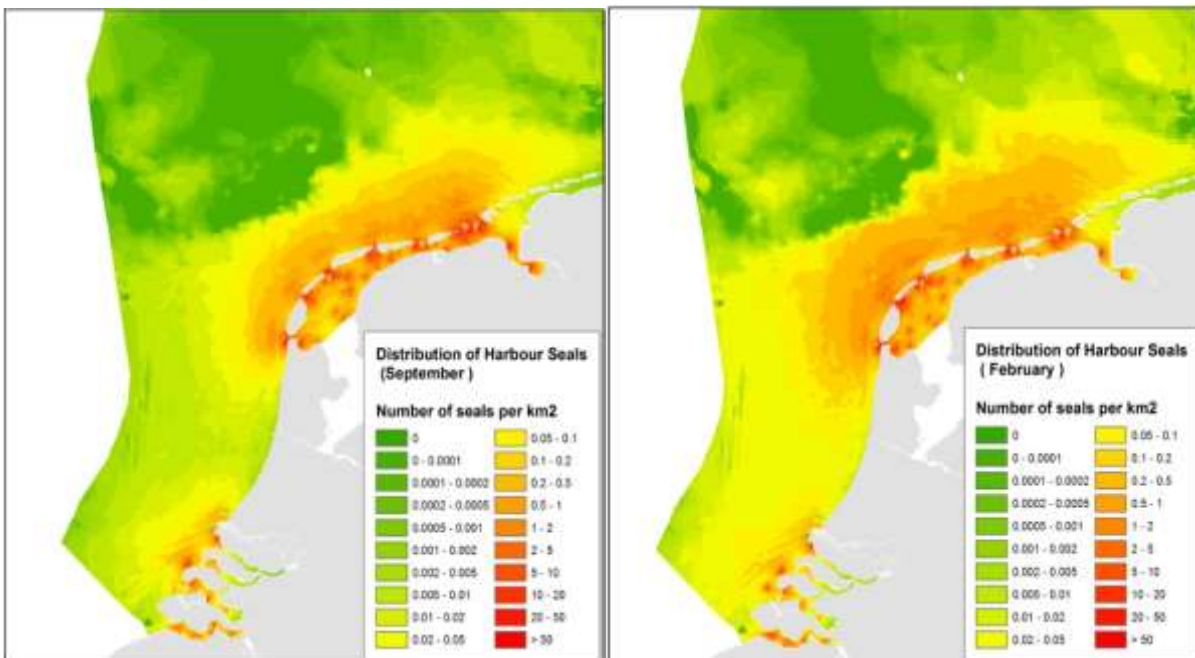 Distribution of Harbour Seals
(September )
Number of seals per km2
0
0 - 0.0001
0.0001 - 0.0002
0.0002 - 0.0005
0.0005 - 0.001
0.001 - 0.002
0.002 - 0.005
0.005 - 0.01
0.01 - 0.02
0.02 - 0.05
0.05 - 0.1
0.1 - 0.2
0.2 - 0.5
0.5 - 1
1 - 2
2 - 5
5 - 10
10 - 20
20 - 50
> 50
Distribution of Harbour Seals
( February )
Number of seals per km2
0
0 - 0.0001
0.0001 - 0.0002
0.0002 - 0.0005
0.0005 - 0.001
0.001 - 0.002
0.002 - 0.005
0.005 - 0.01
0.01 - 0.02
0.02 - 0.05
0.05 - 0.1
0.1 - 0.2
0.2 - 0.5
0.5 - 1
1 - 2
2 - 5
5 - 10
10 - 20
20 - 50
> 50